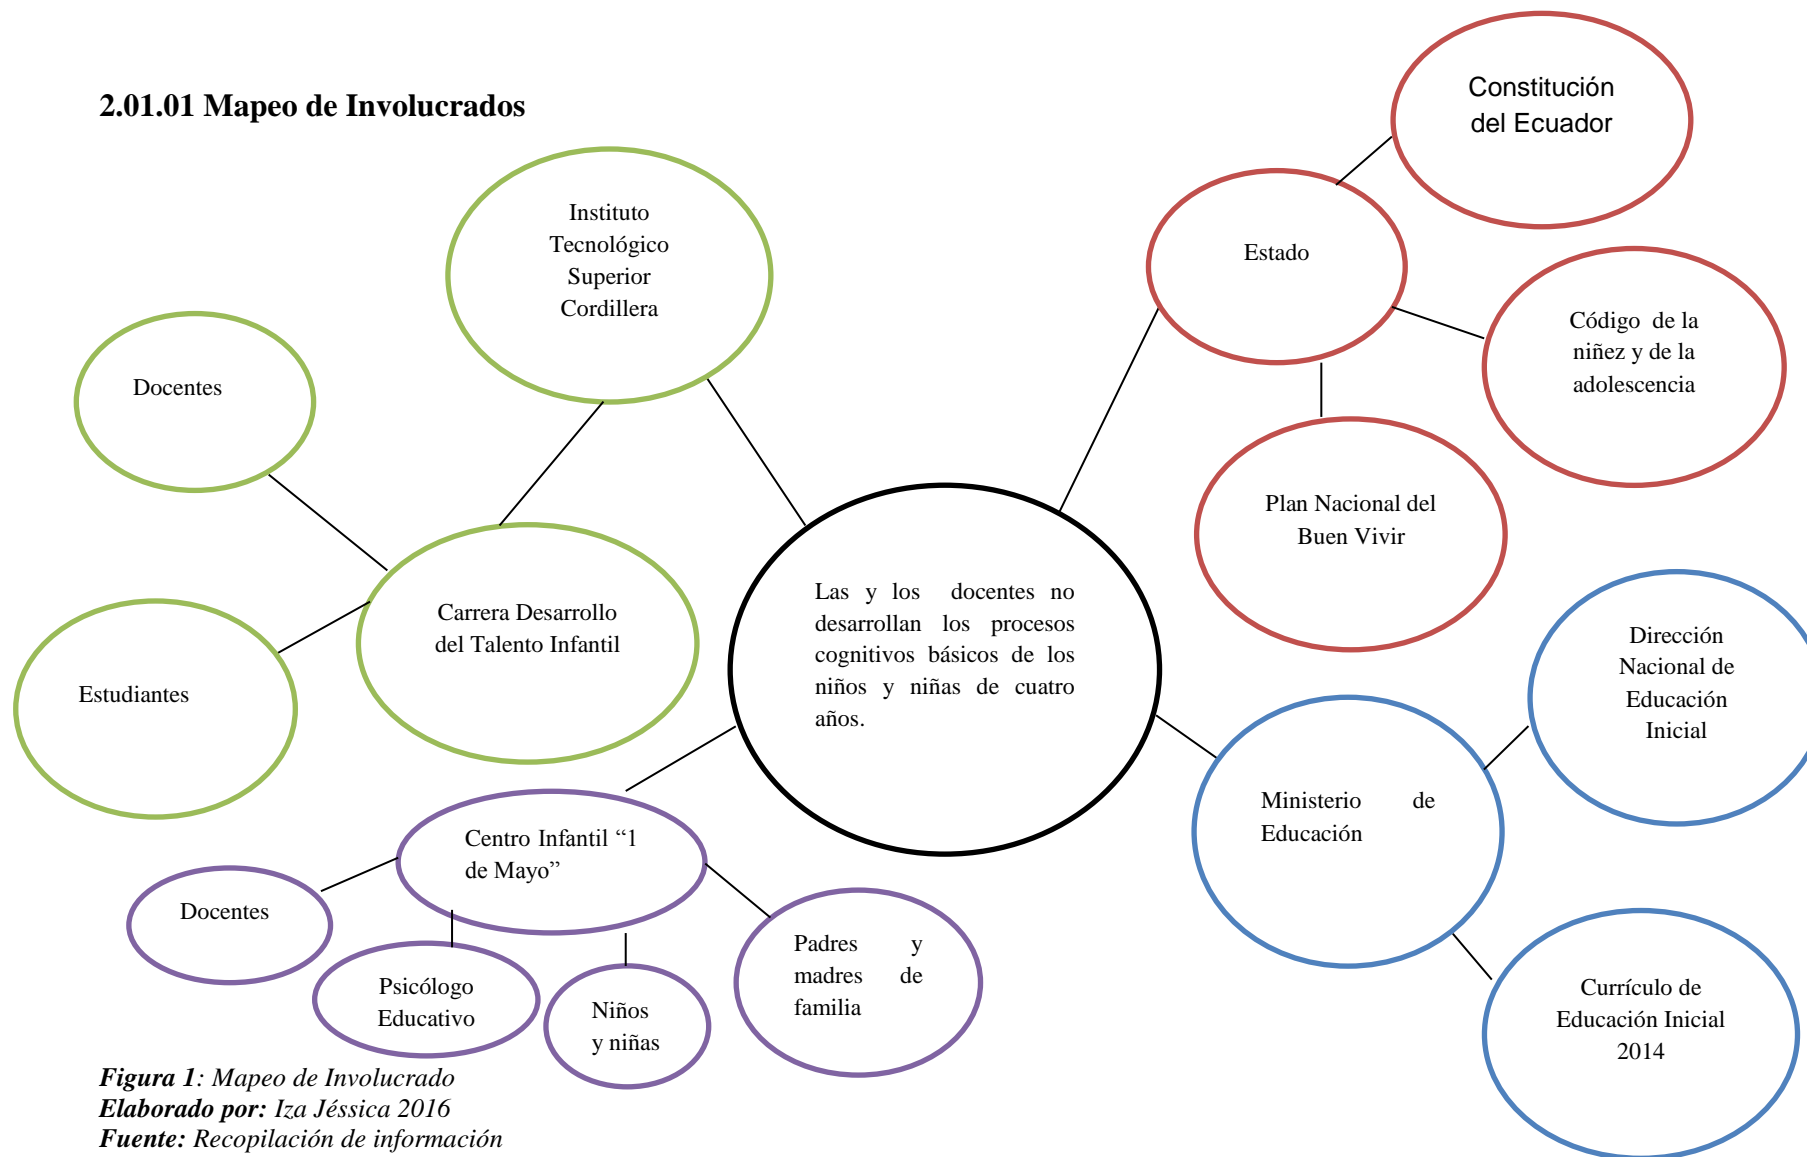 2.01.01 Mapeo de Involucrados
Constitución
del Ecuador
Instituto
Tecnológico
Superior
Cordillera
Estado
Código de la
niñez y de la
adolescencia
Docentes
Plan Nacional del
Buen Vivir
Las y los docentes no
desarrollan los procesos
cognitivos básicos de los
niños y niñas de cuatro
años.
Carrera Desarrollo
del Talento Infantil
Estudiantes
Dirección
Nacional de
Educación
Inicial
Ministerio de
Educación
Centro Infantil “1
de Mayo”
Docentes
Psicólogo
Educativo
Niños
y niñas
Padres y
madres de
familia
Currículo de
Educación Inicial
2014
Figura 1: Mapeo de Involucrado
Elaborado por: Iza Jéssica 2016
Fuente: Recopilación de información